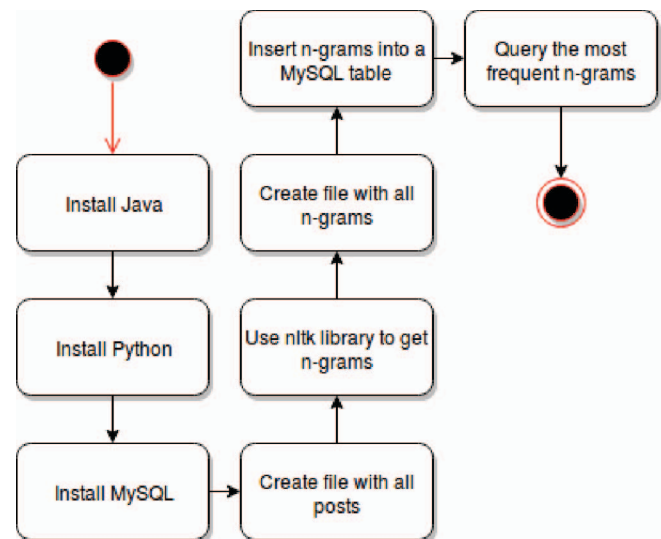 Install Java
Install Python
Install MySQL
Create file with all
posts
Use nltk library to get
n-grams
Create file with all
n-grams
Insert n-grams into a
MySQL table
Query the most
frequent n-grams